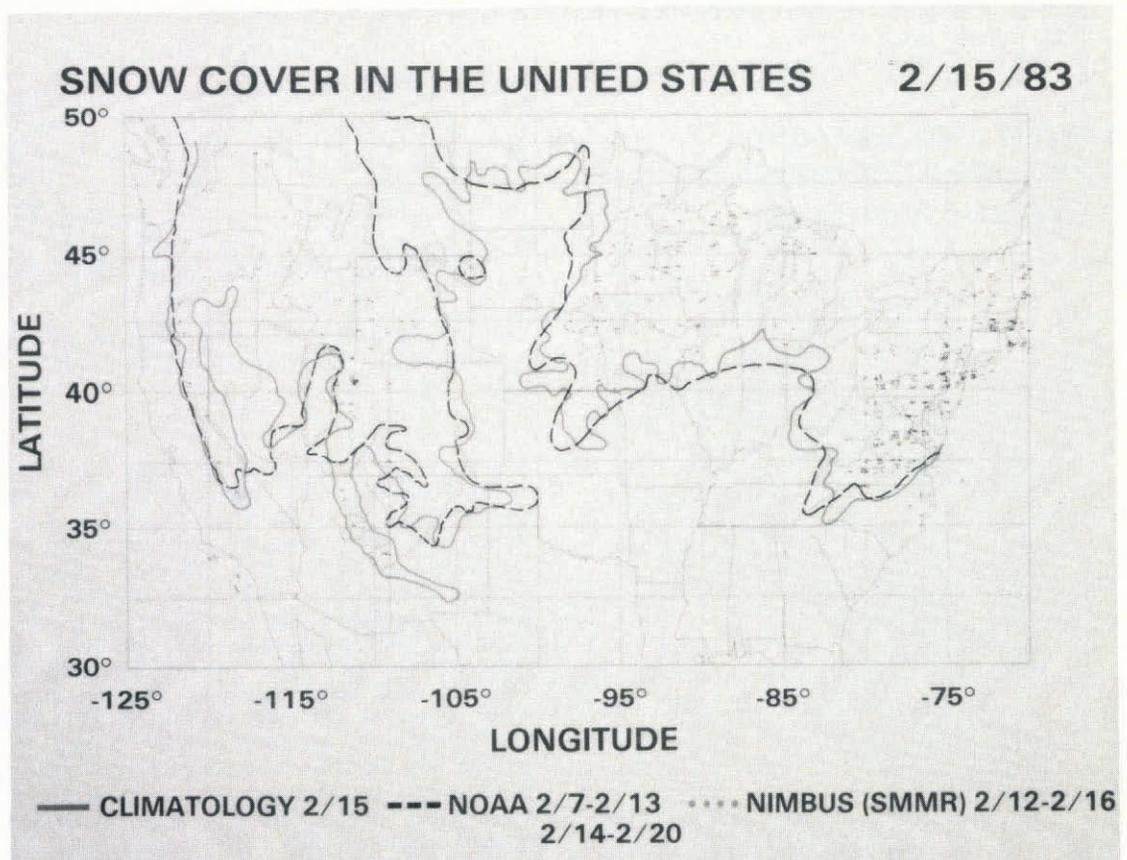 SNOW COVER IN THE UNITED STATES 2/15/83
50°
45°
40°
35°
30°
LATITUDE
-125° -115° -105° -95° -85° -75°
LONGITUDE
CLIMATOLOGY 2/15 NOAA 2/7-2/13 NIMBUS (SMMR) 2/12-2/16
2/14-2/20